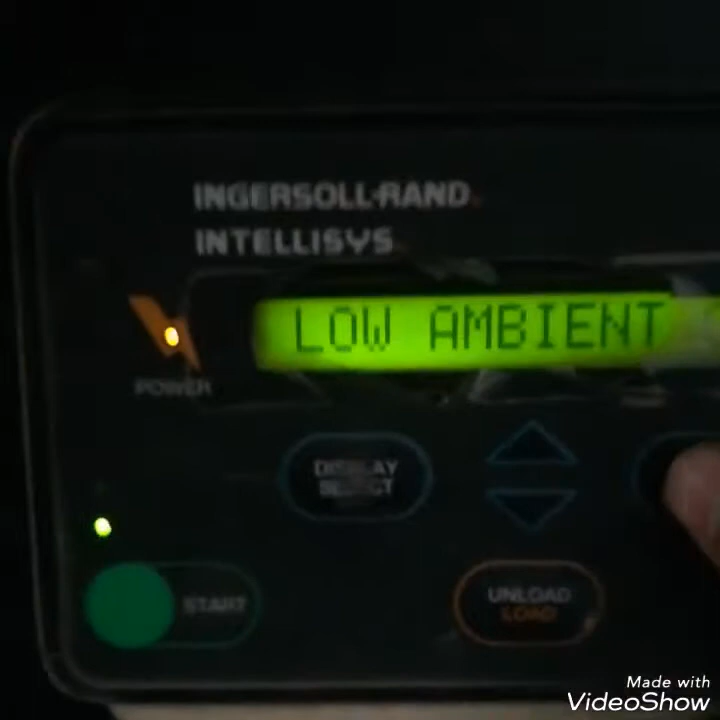 INGERSOLL-RAND
INTELLISYS
LOW AMBIENT
POWER
DISPLAY
SELECT
START
UNLOAD
LOAD
Made with
VideoShow